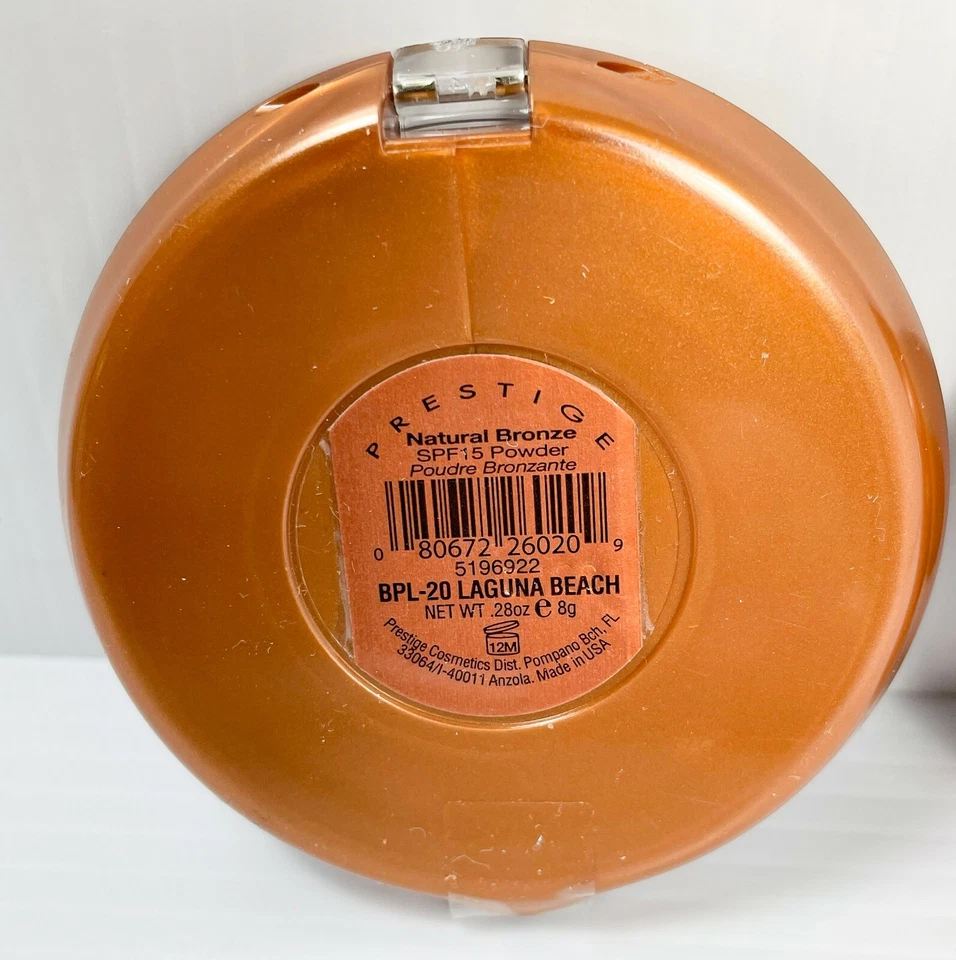 PRESTIGE
Natural Bronze
SPF15 Powder
Poudre Bronzante
0 80672 26020 9
5196922
BPL-20 LAGUNA BEACH
NET WT .28oz e 8g
12M
Prestige Cosmetics Dist. Pompano Bch, FL
33064/I-40011 Anzola. Made in USA